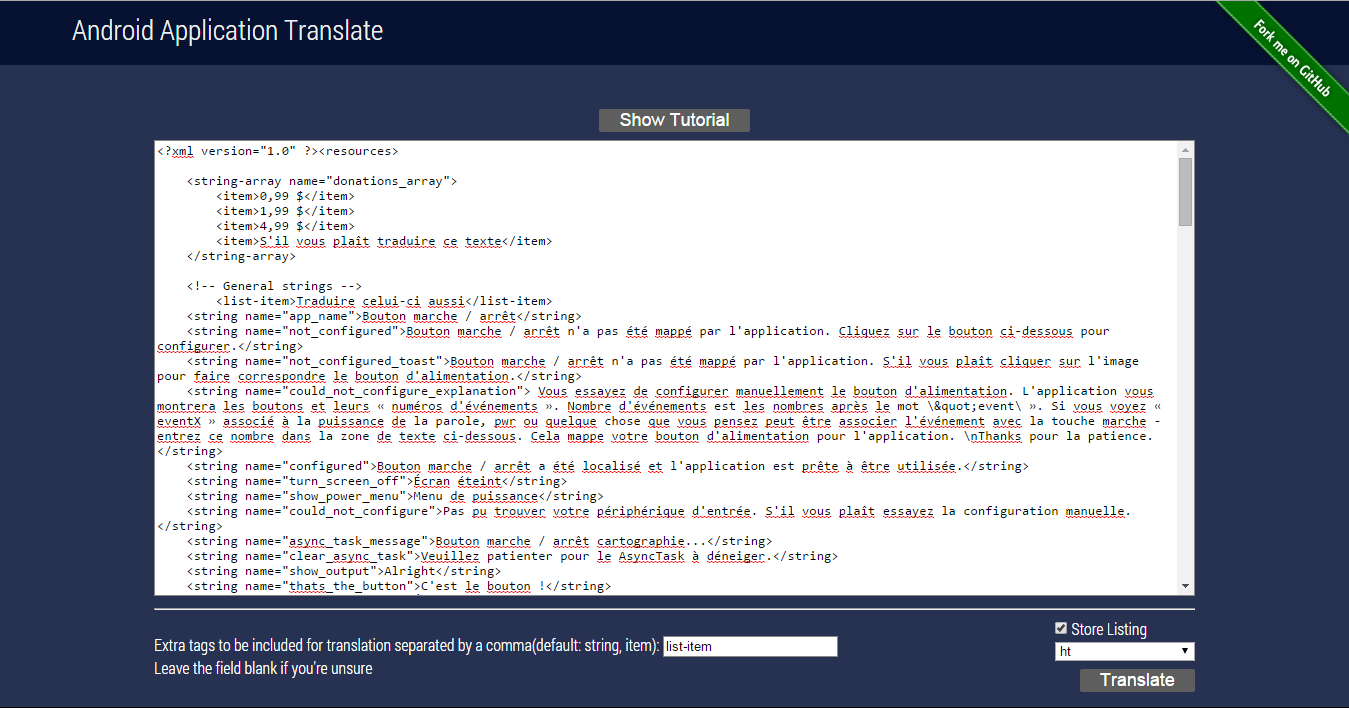 Android Application Translate
Fork me on GitHub
Show Tutorial
<?xml version="1.0" ?><resources>
<string-array name="donations_array">
<item>0,99 $</item>
<item>1,99 $</item>
<item>4,99 $</item>
<item>S'il vous plaît traduire ce texte</item>
</string-array>
<!-- General strings -->
<list-item>Traduire celui-ci aussi</list-item>
<string name="app_name">Bouton marche / arrêt</string>
<string name="not_configured">Bouton marche / arrêt n'a pas été mappé par l'application. Cliquez sur le bouton ci-dessous pour
configurer.</string>
<string name="not_configured_toast">Bouton marche / arrêt n'a pas été mappé par l'application. S'il vous plaît cliquer sur l'image
pour faire correspondre le bouton d'alimentation.</string>
<string name="could_not_configure_explanation"> Vous essayez de configurer manuellement le bouton d'alimentation. L'application vous
montrera les boutons et leurs « numéros d'événements ». Nombre d'événements est les nombres après le mot \&quot;event\ ». Si vous voyez «
eventX » associé à la puissance de la parole, pwr ou quelque chose que vous pensez peut être associer l'événement avec la touche marche -
entrez ce nombre dans la zone de texte ci-dessous. Cela mappe votre bouton d'alimentation pour l'application. \nThanks pour la patience.
</string>
<string name="configured">Bouton marche / arrêt a été localisé et l'application est prête à être utilisée.</string>
<string name="turn_screen_off">Écran éteint</string>
<string name="show_power_menu">Menu de puissance</string>
<string name="could_not_configure">Pas pu trouver votre périphérique d'entrée. S'il vous plaît essayez la configuration manuelle.
</string>
<string name="async_task_message">Bouton marche / arrêt cartographie...</string>
<string name="clear_async_task">Veuillez patienter pour le AsyncTask à déneiger.</string>
<string name="show_output">Alright</string>
<string name="thats_the_button">C'est le bouton !</string>
Extra tags to be included for translation separated by a comma(default: string, item): list-item
Leave the field blank if you're unsure
Store Listing
ht
Translate